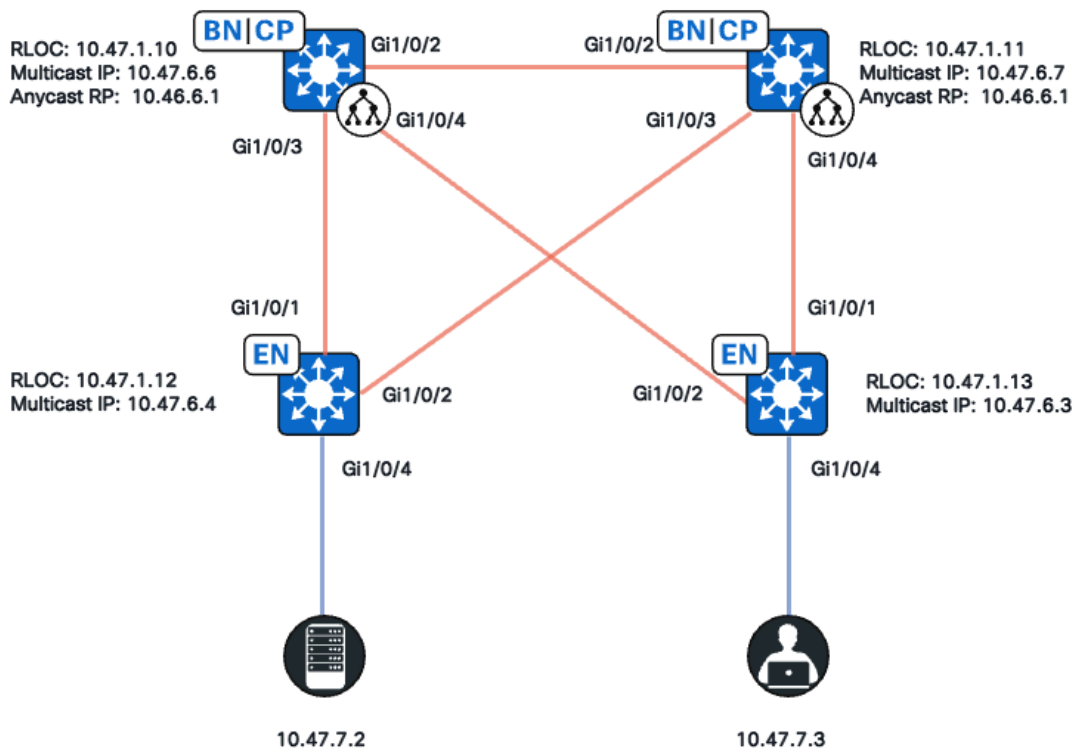 BN|CP
RLOC: 10.47.1.10
Multicast IP: 10.47.6.6
Anycast RP: 10.46.6.1
Gi1/0/2
Gi1/0/4
Gi1/0/3
Gi1/0/2
BN|CP
RLOC: 10.47.1.11
Multicast IP: 10.47.6.7
Anycast RP: 10.46.6.1
Gi1/0/3
Gi1/0/4
Gi1/0/1
EN
RLOC: 10.47.1.12
Multicast IP: 10.47.6.4
Gi1/0/2
Gi1/0/4
Gi1/0/1
EN
Gi1/0/2
RLOC: 10.47.1.13
Multicast IP: 10.47.6.3
Gi1/0/4
10.47.7.2
10.47.7.3